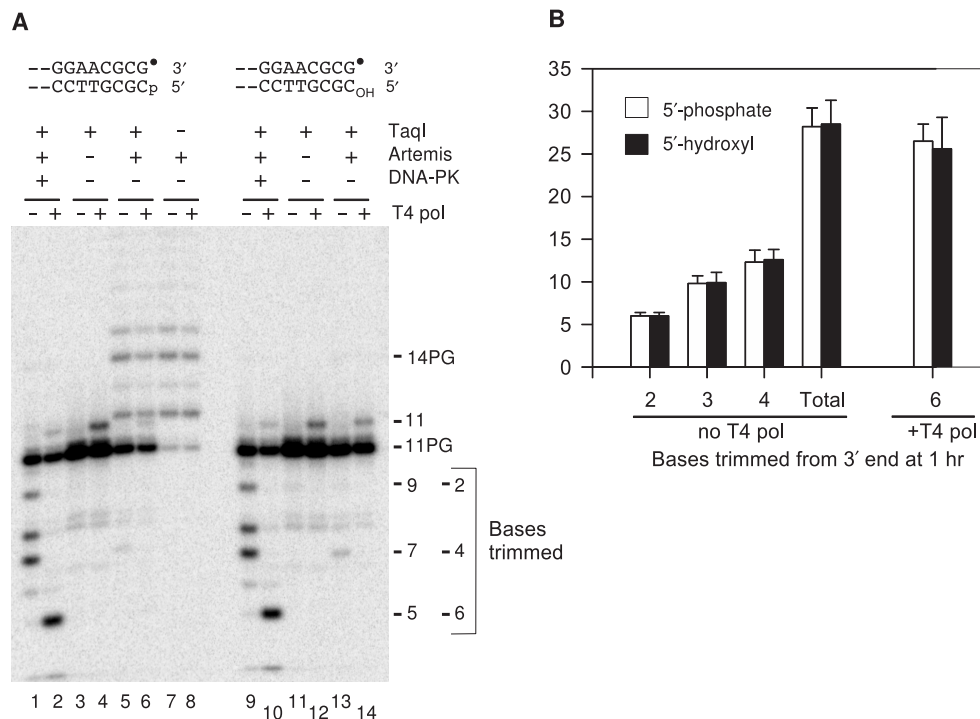 A
--GGAACGCG● 3′ --GGAACGCG● 3′
--CCTTGCGCp 5′ --CCTTGCGCOH 5′
+ + + – + + + TaqI
+ – + + + – + Artemis
+ – – – + – – DNA-PK
– + – + – + – + – + – + – + T4 pol
14PG
11
11PG
9 2
7 4
5 6
Bases
trimmed
1 2 3 4 5 6 7 8 9 10 11 12 13 14
B
35
30
25
20
15
10
5
0
5′-phosphate
5′-hydroxyl
2 3 4 Total 6
no T4 pol +T4 pol
Bases trimmed from 3′ end at 1 hr